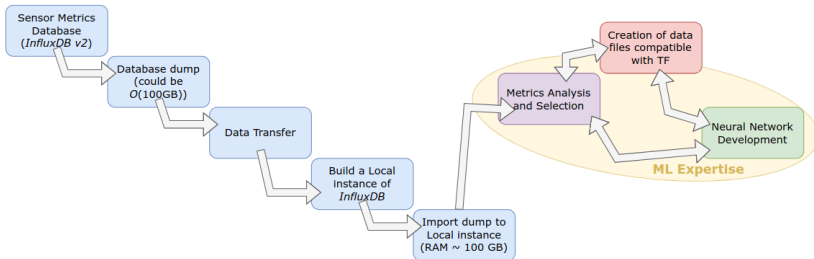 Sensor Metrics
Database
(InfluxDB v2)
Database dump
(could be
O(100GB))
Data Transfer
Build a Local
instance of
InfluxDB
Import dump to
Local instance
(RAM ~ 100 GB)
Metrics Analysis
and Selection
Creation of data
files compatible
with TF
Neural Network
Development
ML Expertise